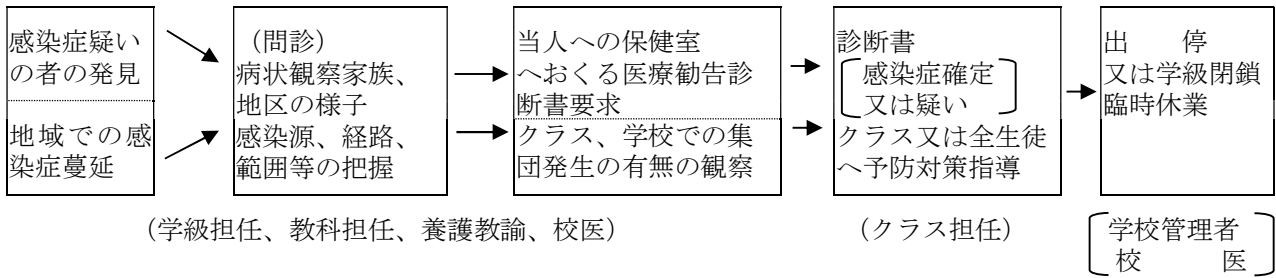 感染症疑い
の者の発見
地域での感
染症蔓延
(問診)
病状観察家族、
地区の様子
感染源、経路、
範囲等の把握
当人への保健室
へおくる医療勧告診
断書要求
クラス、学校での集
団発生の有無の観察
診断書
感染症確定
又は疑い
クラス又は全生徒
へ予防対策指導
出　　停
又は学級閉鎖
臨時休業
(学級担任、教科担任、養護教諭、校医)
(クラス担任)
学校管理者
校　　　医